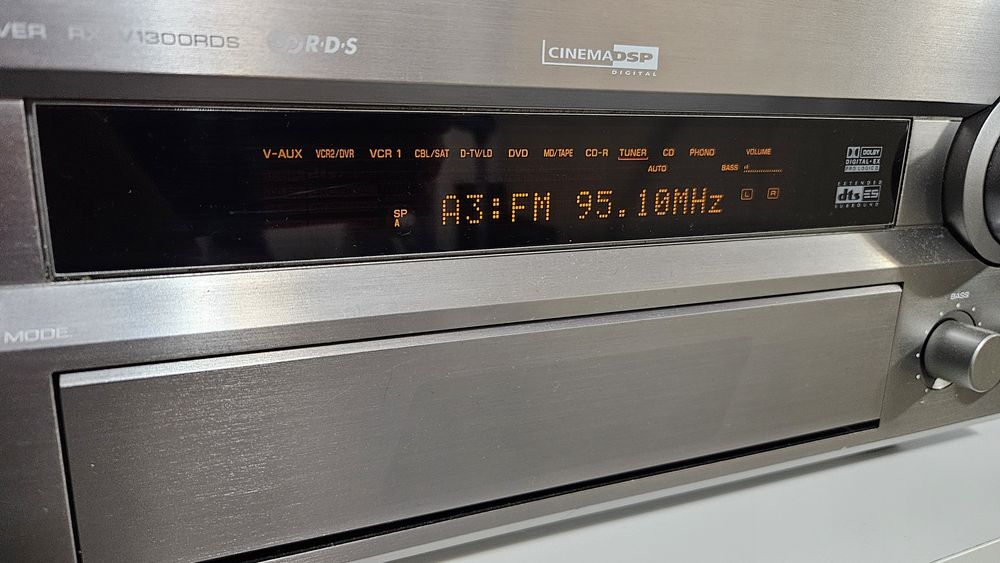 VER RX-V1300RDS R·D·S
CINEMA DSP
DIGITAL
V-AUX VCR2/DVR VCR 1 CBL/SAT D-TV/LD DVD MD/TAPE CD-R TUNER CD PHONO VOLUME
AUTO BASS
SP
A
A3:FM 95.10MHz L R
DOLBY
DIGITAL·EX
PRO LOGIC II
EXTENDED
dts ES
SURROUND
MODE
BASS